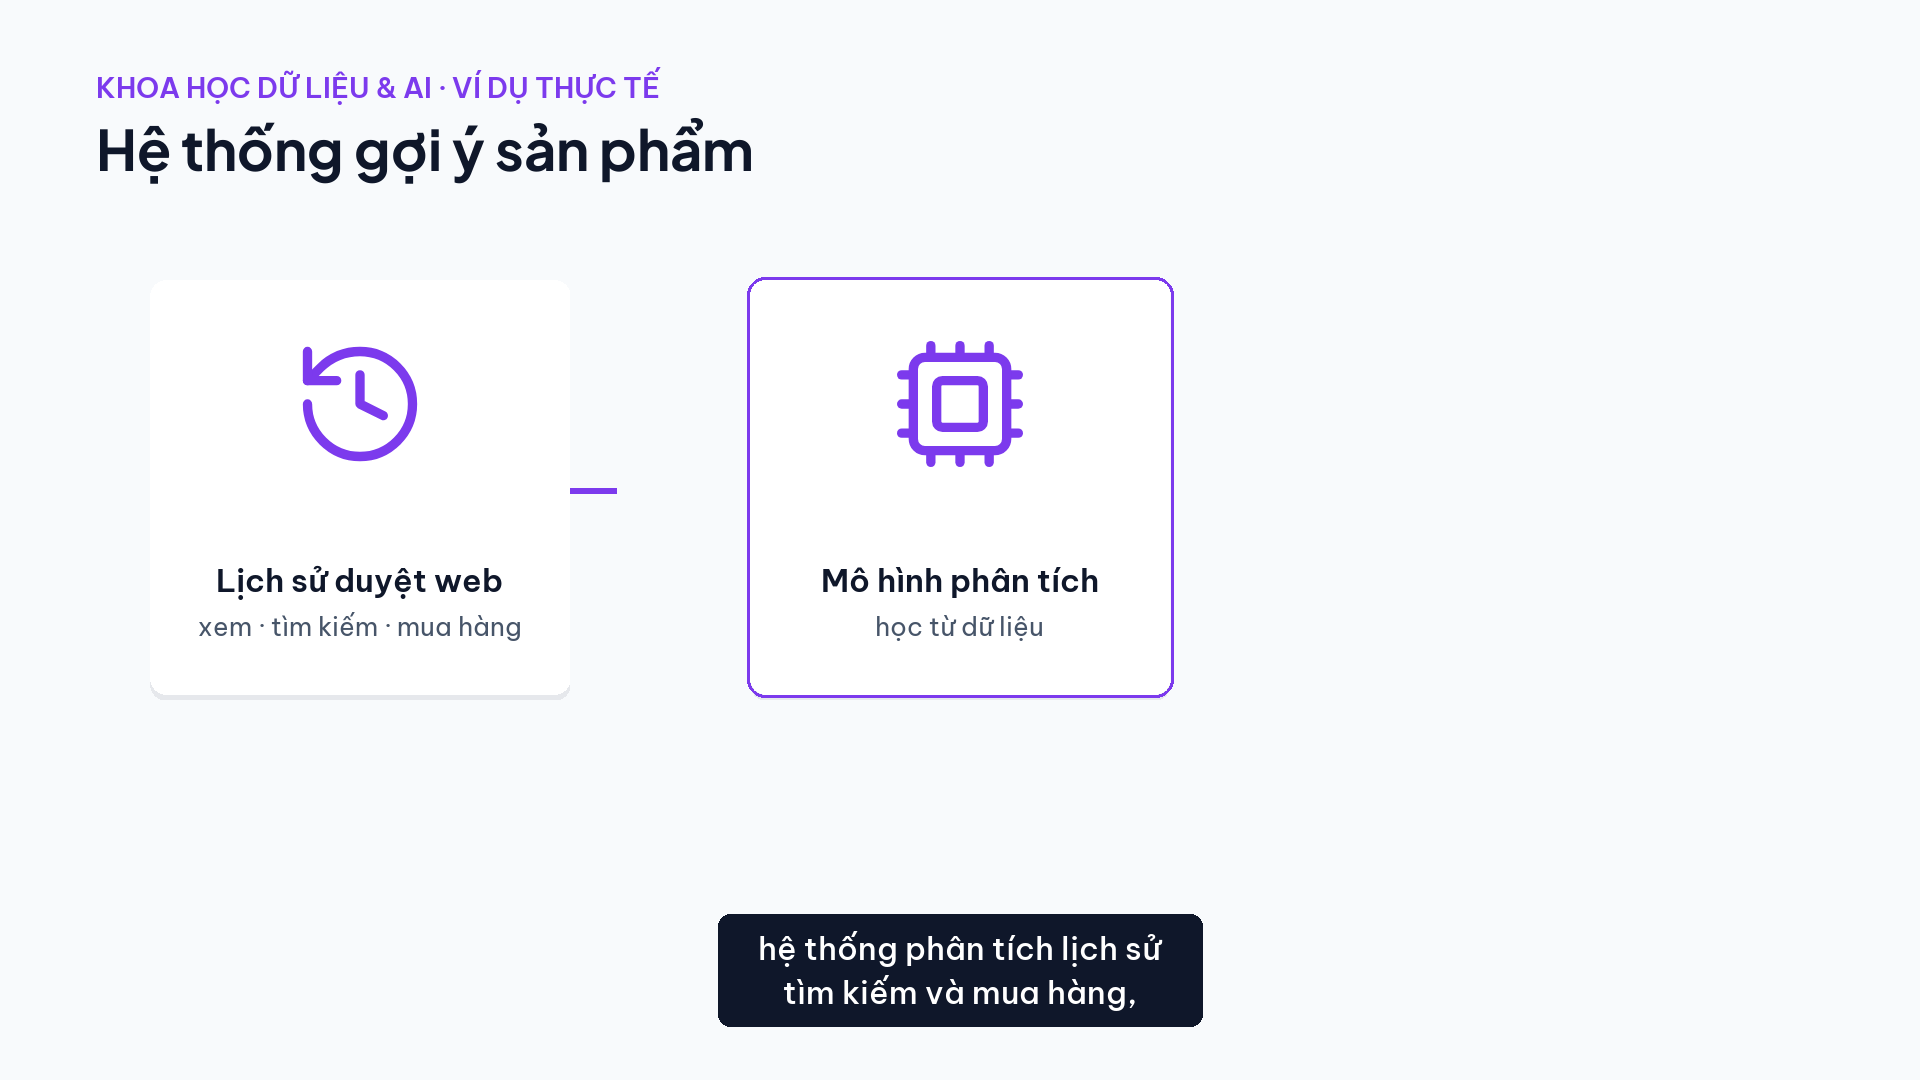 KHOA HỌC DỮ LIỆU & AI · VÍ DỤ THỰC TẾ
Hệ thống gợi ý sản phẩm
Lịch sử duyệt web
xem · tìm kiếm · mua hàng
Mô hình phân tích
học từ dữ liệu
hệ thống phân tích lịch sử
tìm kiếm và mua hàng,